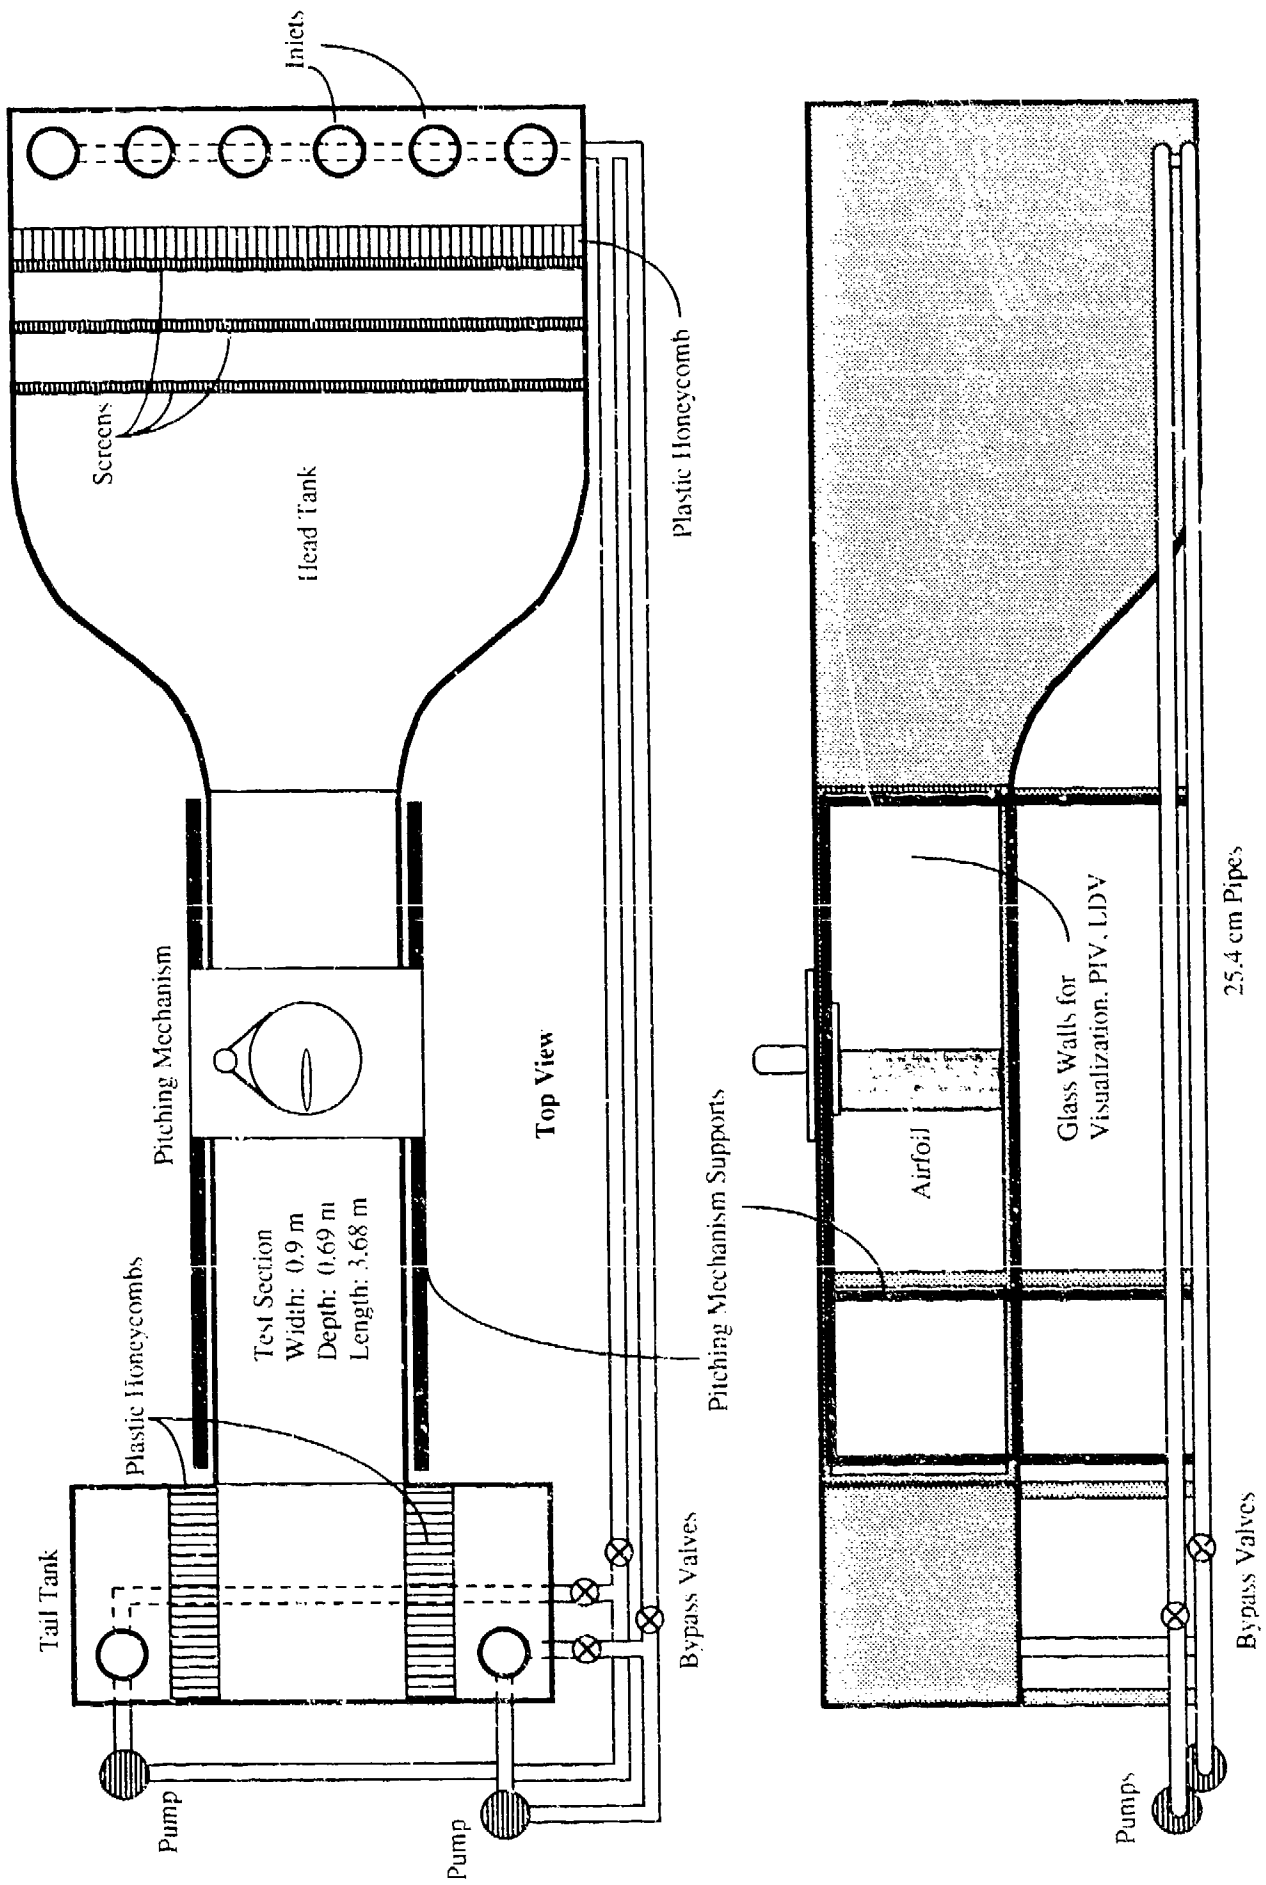 Tail Tank
Plastic Honeycombs
Pitching Mechanism
Screens
Inlets
Head Tank
Test Section
Width: 0.9 m
Depth: 0.69 m
Length: 3.68 m
Pump
Pump
Top View
Plastic Honeycomb
Bypass Valves
Pitching Mechanism Supports
Airfoil
Glass Walls for
Visualization, PIV, LDV
Pumps
Bypass Valves
25.4 cm Pipes